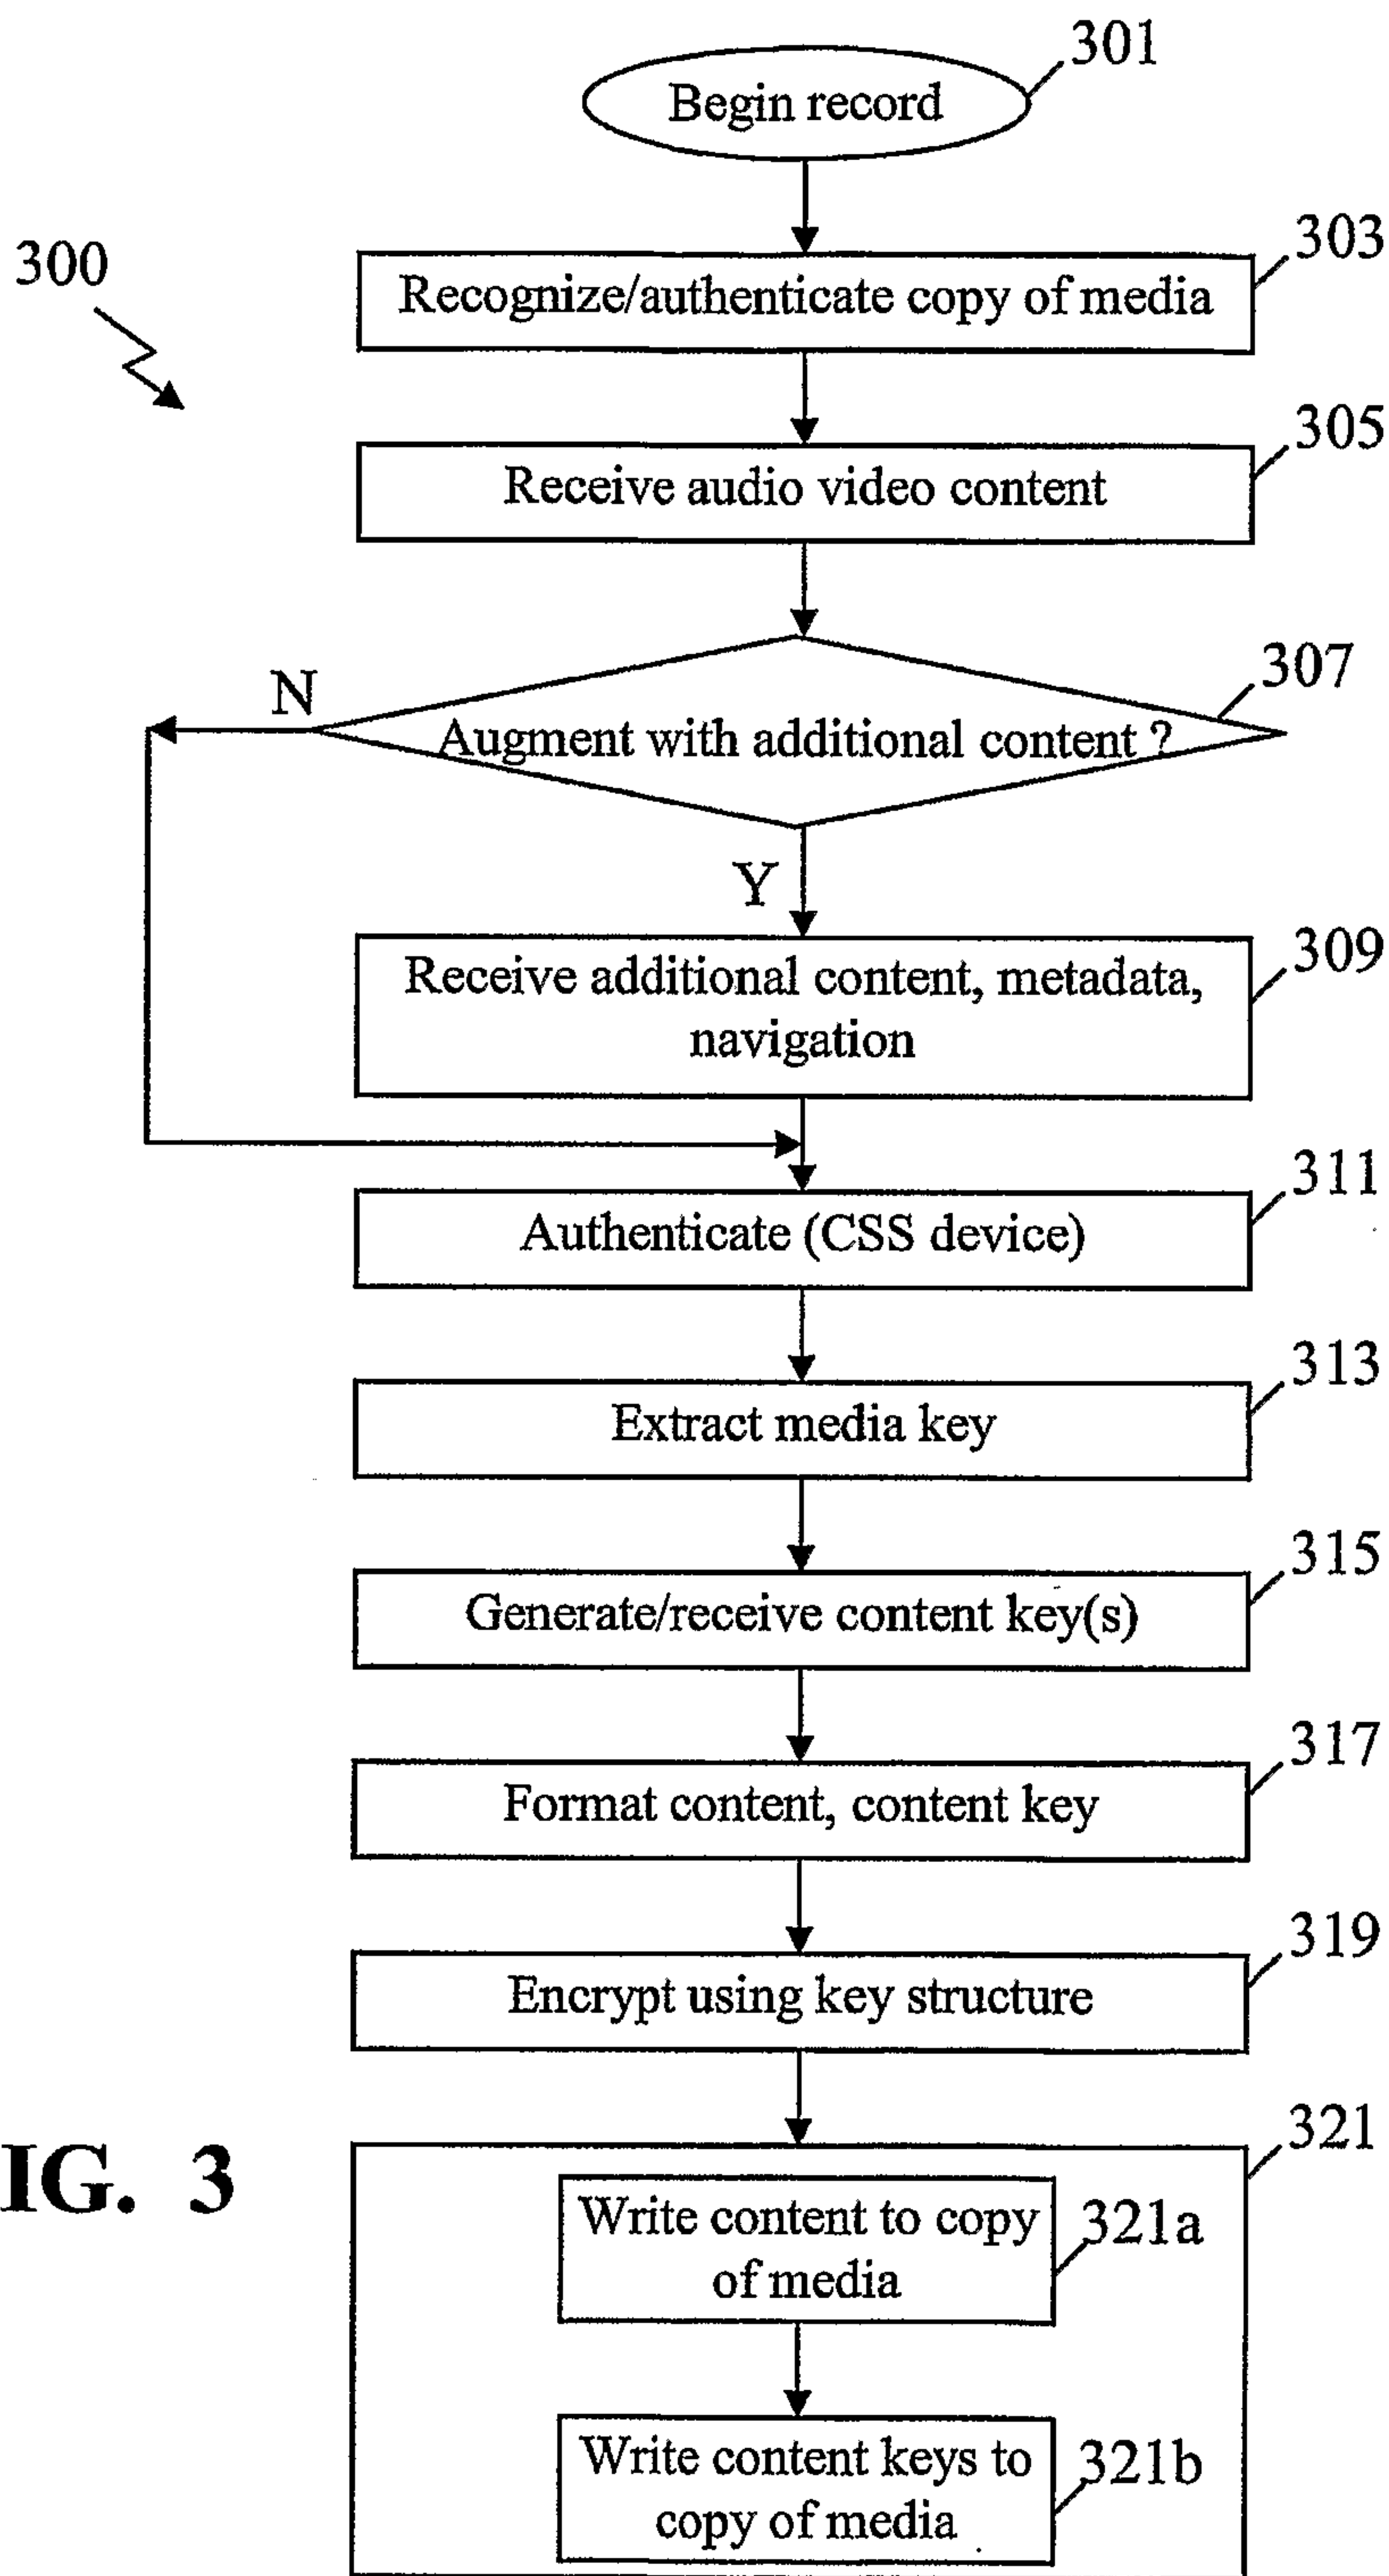 301
Begin record
300
303
Recognize/authenticate copy of media
305
Receive audio video content
307
N
Augment with additional content ?
Y
309
Receive additional content, metadata,
navigation
311
Authenticate (CSS device)
313
Extract media key
315
Generate/receive content key(s)
317
Format content, content key
319
Encrypt using key structure
321
IG. 3
Write content to copy
of media
321a
Write content keys to
copy of media
321b